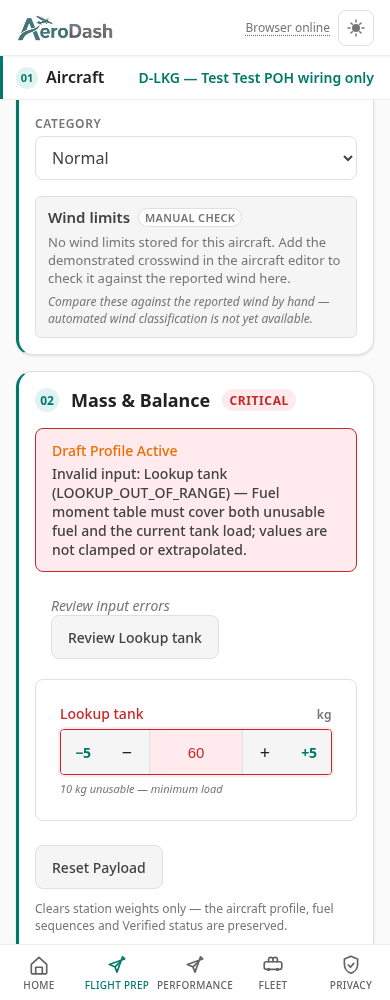 AeroDash
Browser online
01 Aircraft D-LKG — Test Test POH wiring only
CATEGORY
Normal
Wind limits MANUAL CHECK
No wind limits stored for this aircraft. Add the
demonstrated crosswind in the aircraft editor to
check it against the reported wind here.
Compare these against the reported wind by hand —
automated wind classification is not yet available.
02 Mass & Balance CRITICAL
Draft Profile Active
Invalid input: Lookup tank
(LOOKUP_OUT_OF_RANGE) — Fuel
moment table must cover both unusable
fuel and the current tank load; values are
not clamped or extrapolated.
Review input errors
Review Lookup tank
Lookup tank kg
−5 − 60 + +5
10 kg unusable — minimum load
Reset Payload
Clears station weights only — the aircraft profile, fuel
sequences and Verified status are preserved.
HOME FLIGHT PREP PERFORMANCE FLEET PRIVACY